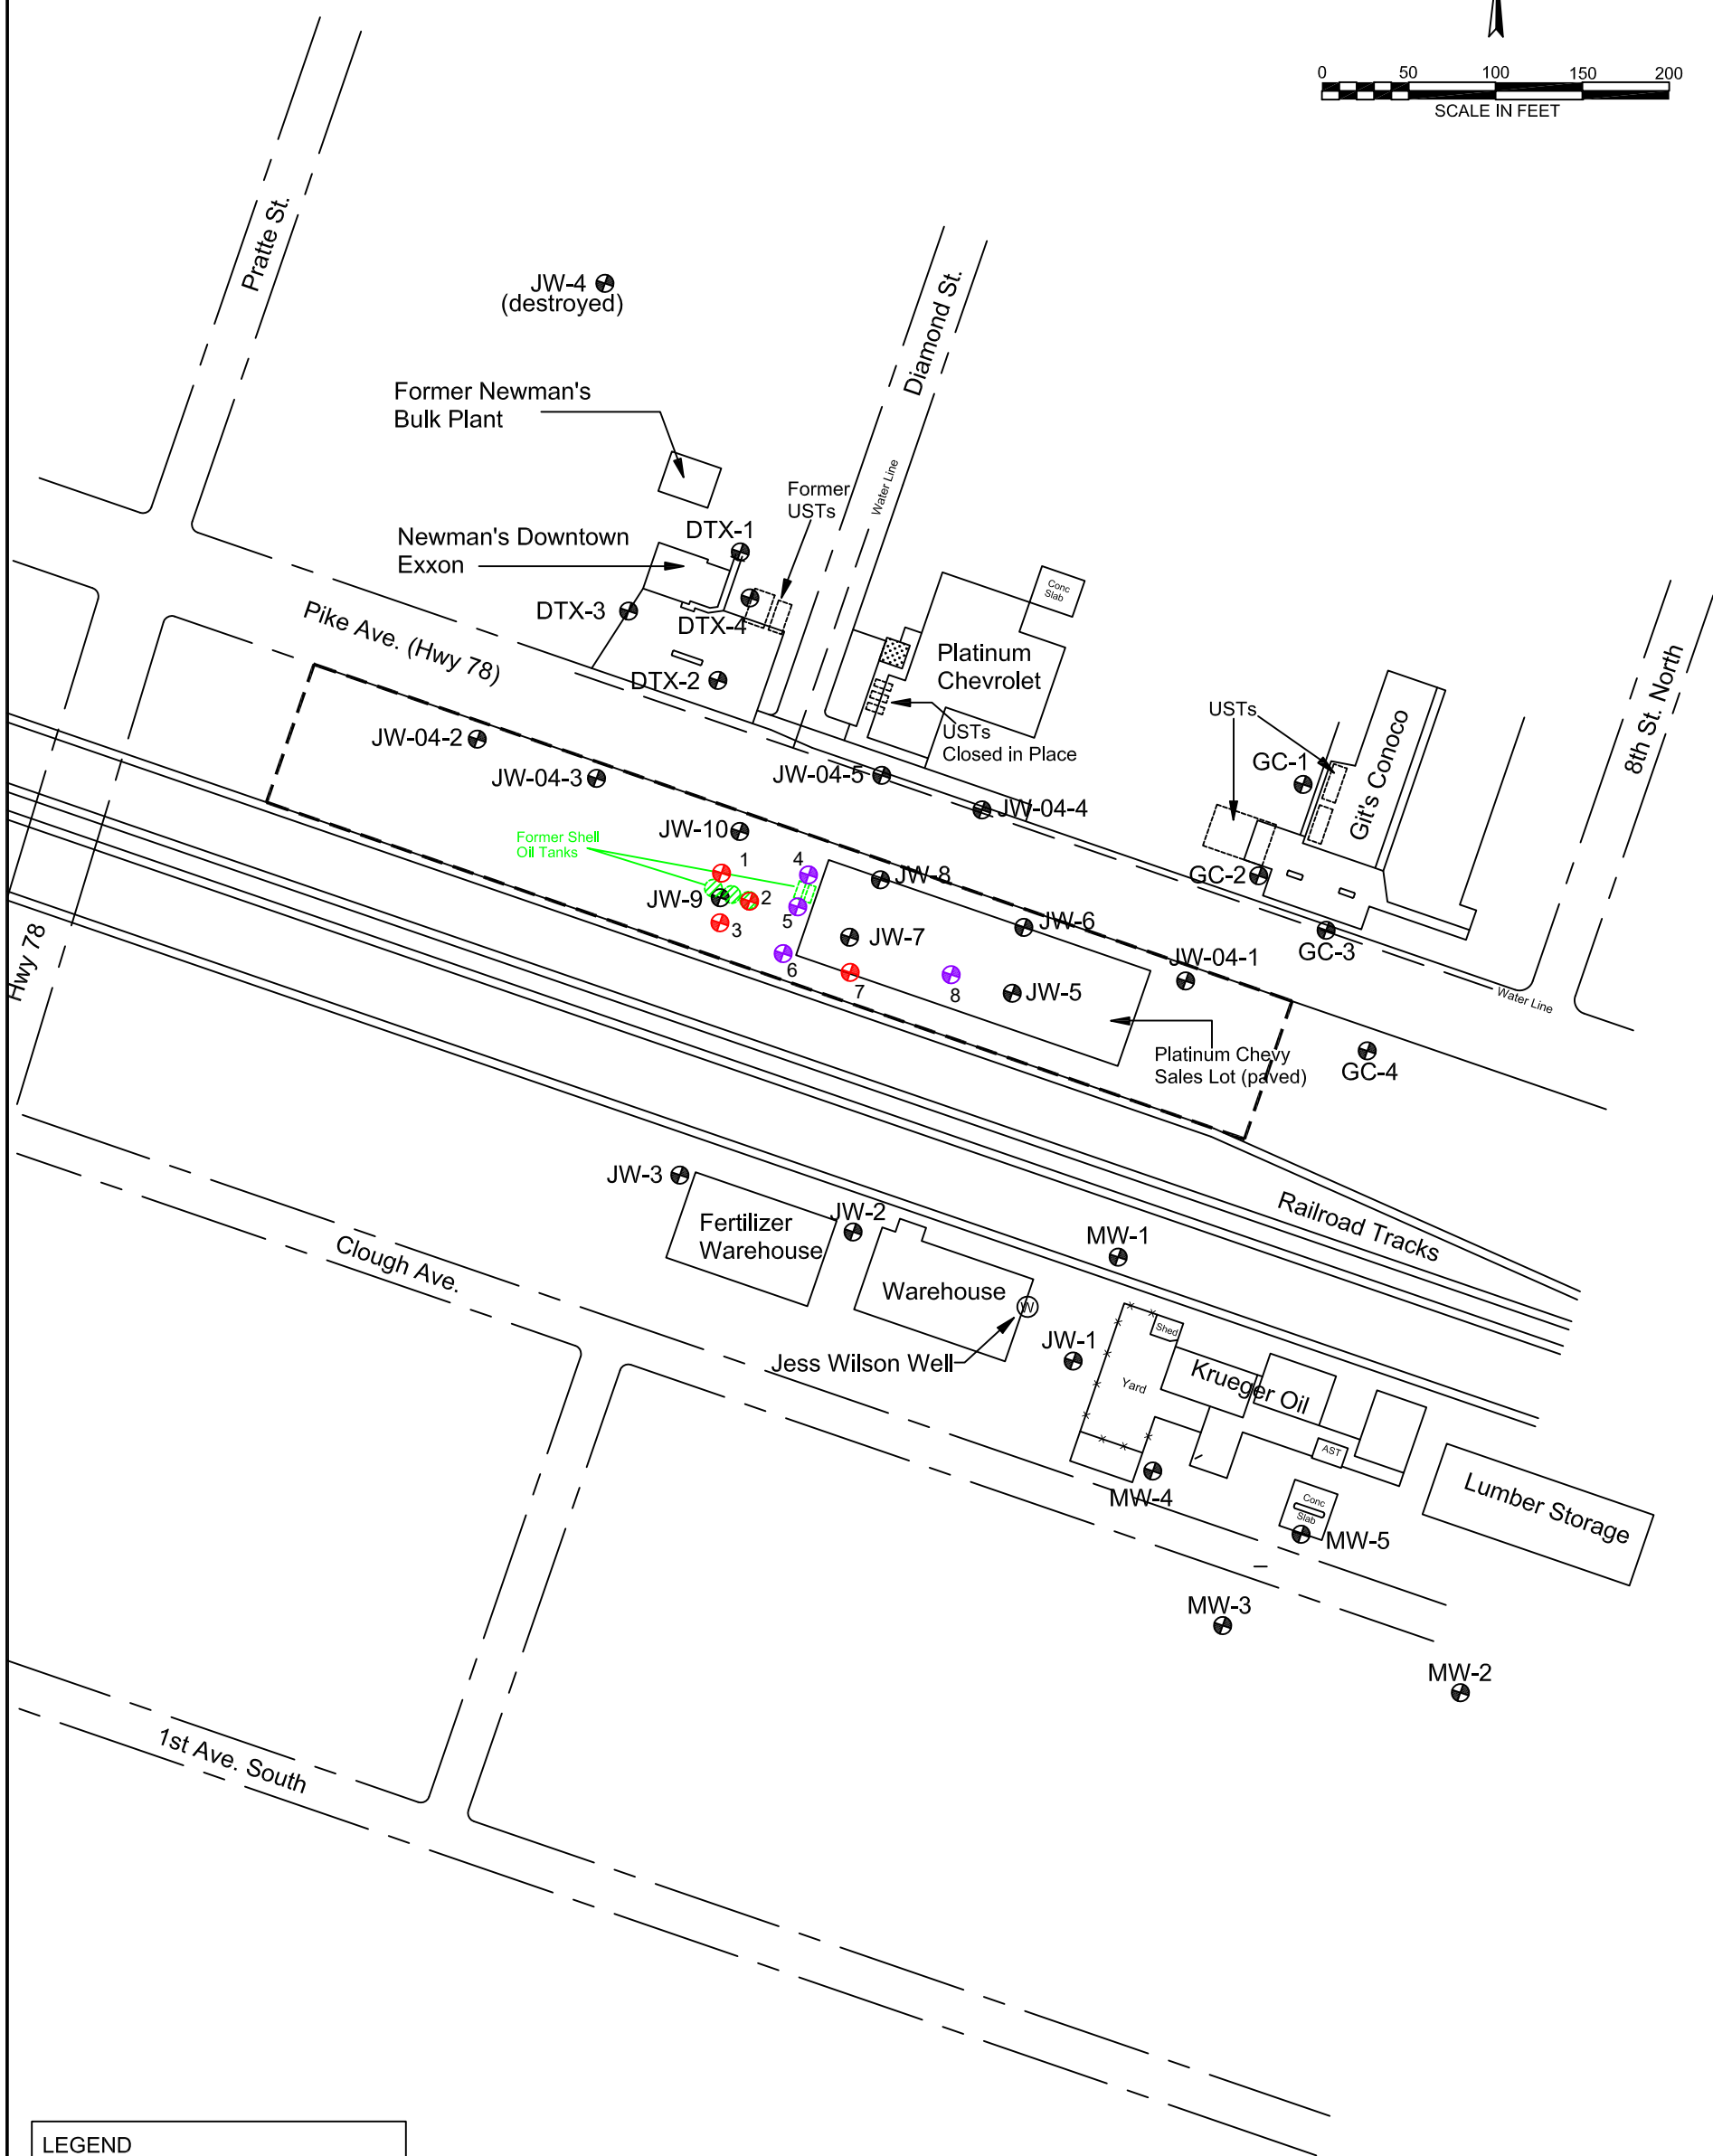 0 50 100 150 200
SCALE IN FEET
Pratte St.
JW-4
(destroyed)
Diamond St.
Former Newman's
Bulk Plant
Water Line
Former
USTs
Newman's Downtown
Exxon
DTX-1
DTX-3
DTX-4
DTX-2
Conc
Slab
Platinum
Chevrolet
USTs
Closed in Place
Pike Ave. (Hwy 78)
8th St. North
USTs
Git's Conoco
GC-1
JW-04-2
JW-04-3
JW-04-5
JW-04-4
JW-10
Former Shell
Oil Tanks
1
4
JW-8
GC-2
JW-9
2
5
3
JW-7
JW-6
GC-3
6
7
8
JW-5
JW-04-1
Water Line
Hwy 78
Platinum Chevy
Sales Lot (paved)
GC-4
JW-3
Fertilizer
Warehouse
JW-2
MW-1
Railroad Tracks
Clough Ave.
Warehouse
W
Shed
JW-1
Jess Wilson Well
Yard
Krueger Oil
AST
MW-4
Conc
Slab
MW-5
Lumber Storage
MW-3
MW-2
1st Ave. South
LEGEND